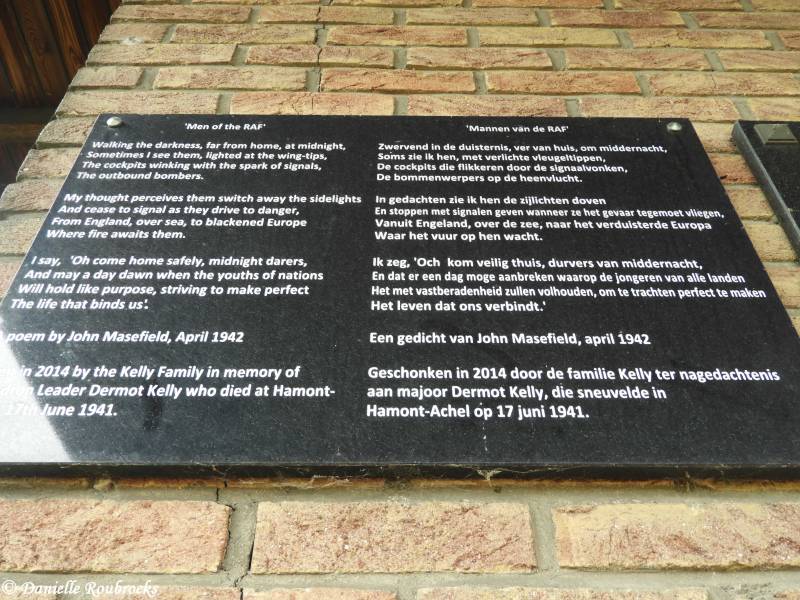 'Men of the RAF'
Walking the darkness, far from home, at midnight,
Sometimes I see them, lighted at the wing-tips,
The cockpits winking with the spark of signals,
The outbound bombers.
My thought perceives them switch away the sidelights
And cease to signal as they drive to danger,
From England, over sea, to blackened Europe
Where fire awaits them.
I say, 'Oh come home safely, midnight darers,
And may a day dawn when the youths of nations
Will hold like purpose, striving to make perfect
The life that binds us'.
poem by John Masefield, April 1942
in 2014 by the Kelly Family in memory of
Leader Dermot Kelly who died at Hamont-
17th June 1941.
'Mannen van de RAF'
Zwervend in de duisternis, ver van huis, om middernacht,
Soms zie ik hen, met verlichte vleugeltippen,
De cockpits die flikkeren door de signaalvonken,
De bommenwerpers op de heenvlucht.
In gedachten zie ik hen de zijlichten doven
En stoppen met signalen geven wanneer ze het gevaar tegemoet vliegen,
Vanuit Engeland, over de zee, naar het verduisterde Europa
Waar het vuur op hen wacht.
Ik zeg, 'Och kom veilig thuis, durvers van middernacht,
En dat er een dag moge aanbreken waarop de jongeren van alle landen
Het met vastberadenheid zullen volhouden, om te trachten perfect te maken
Het leven dat ons verbindt.'
Een gedicht van John Masefield, april 1942
Geschonken in 2014 door de familie Kelly ter nagedachtenis
aan majoor Dermot Kelly, die sneuvelde in
Hamont-Achel op 17 juni 1941.
© Danielle Roubroeks